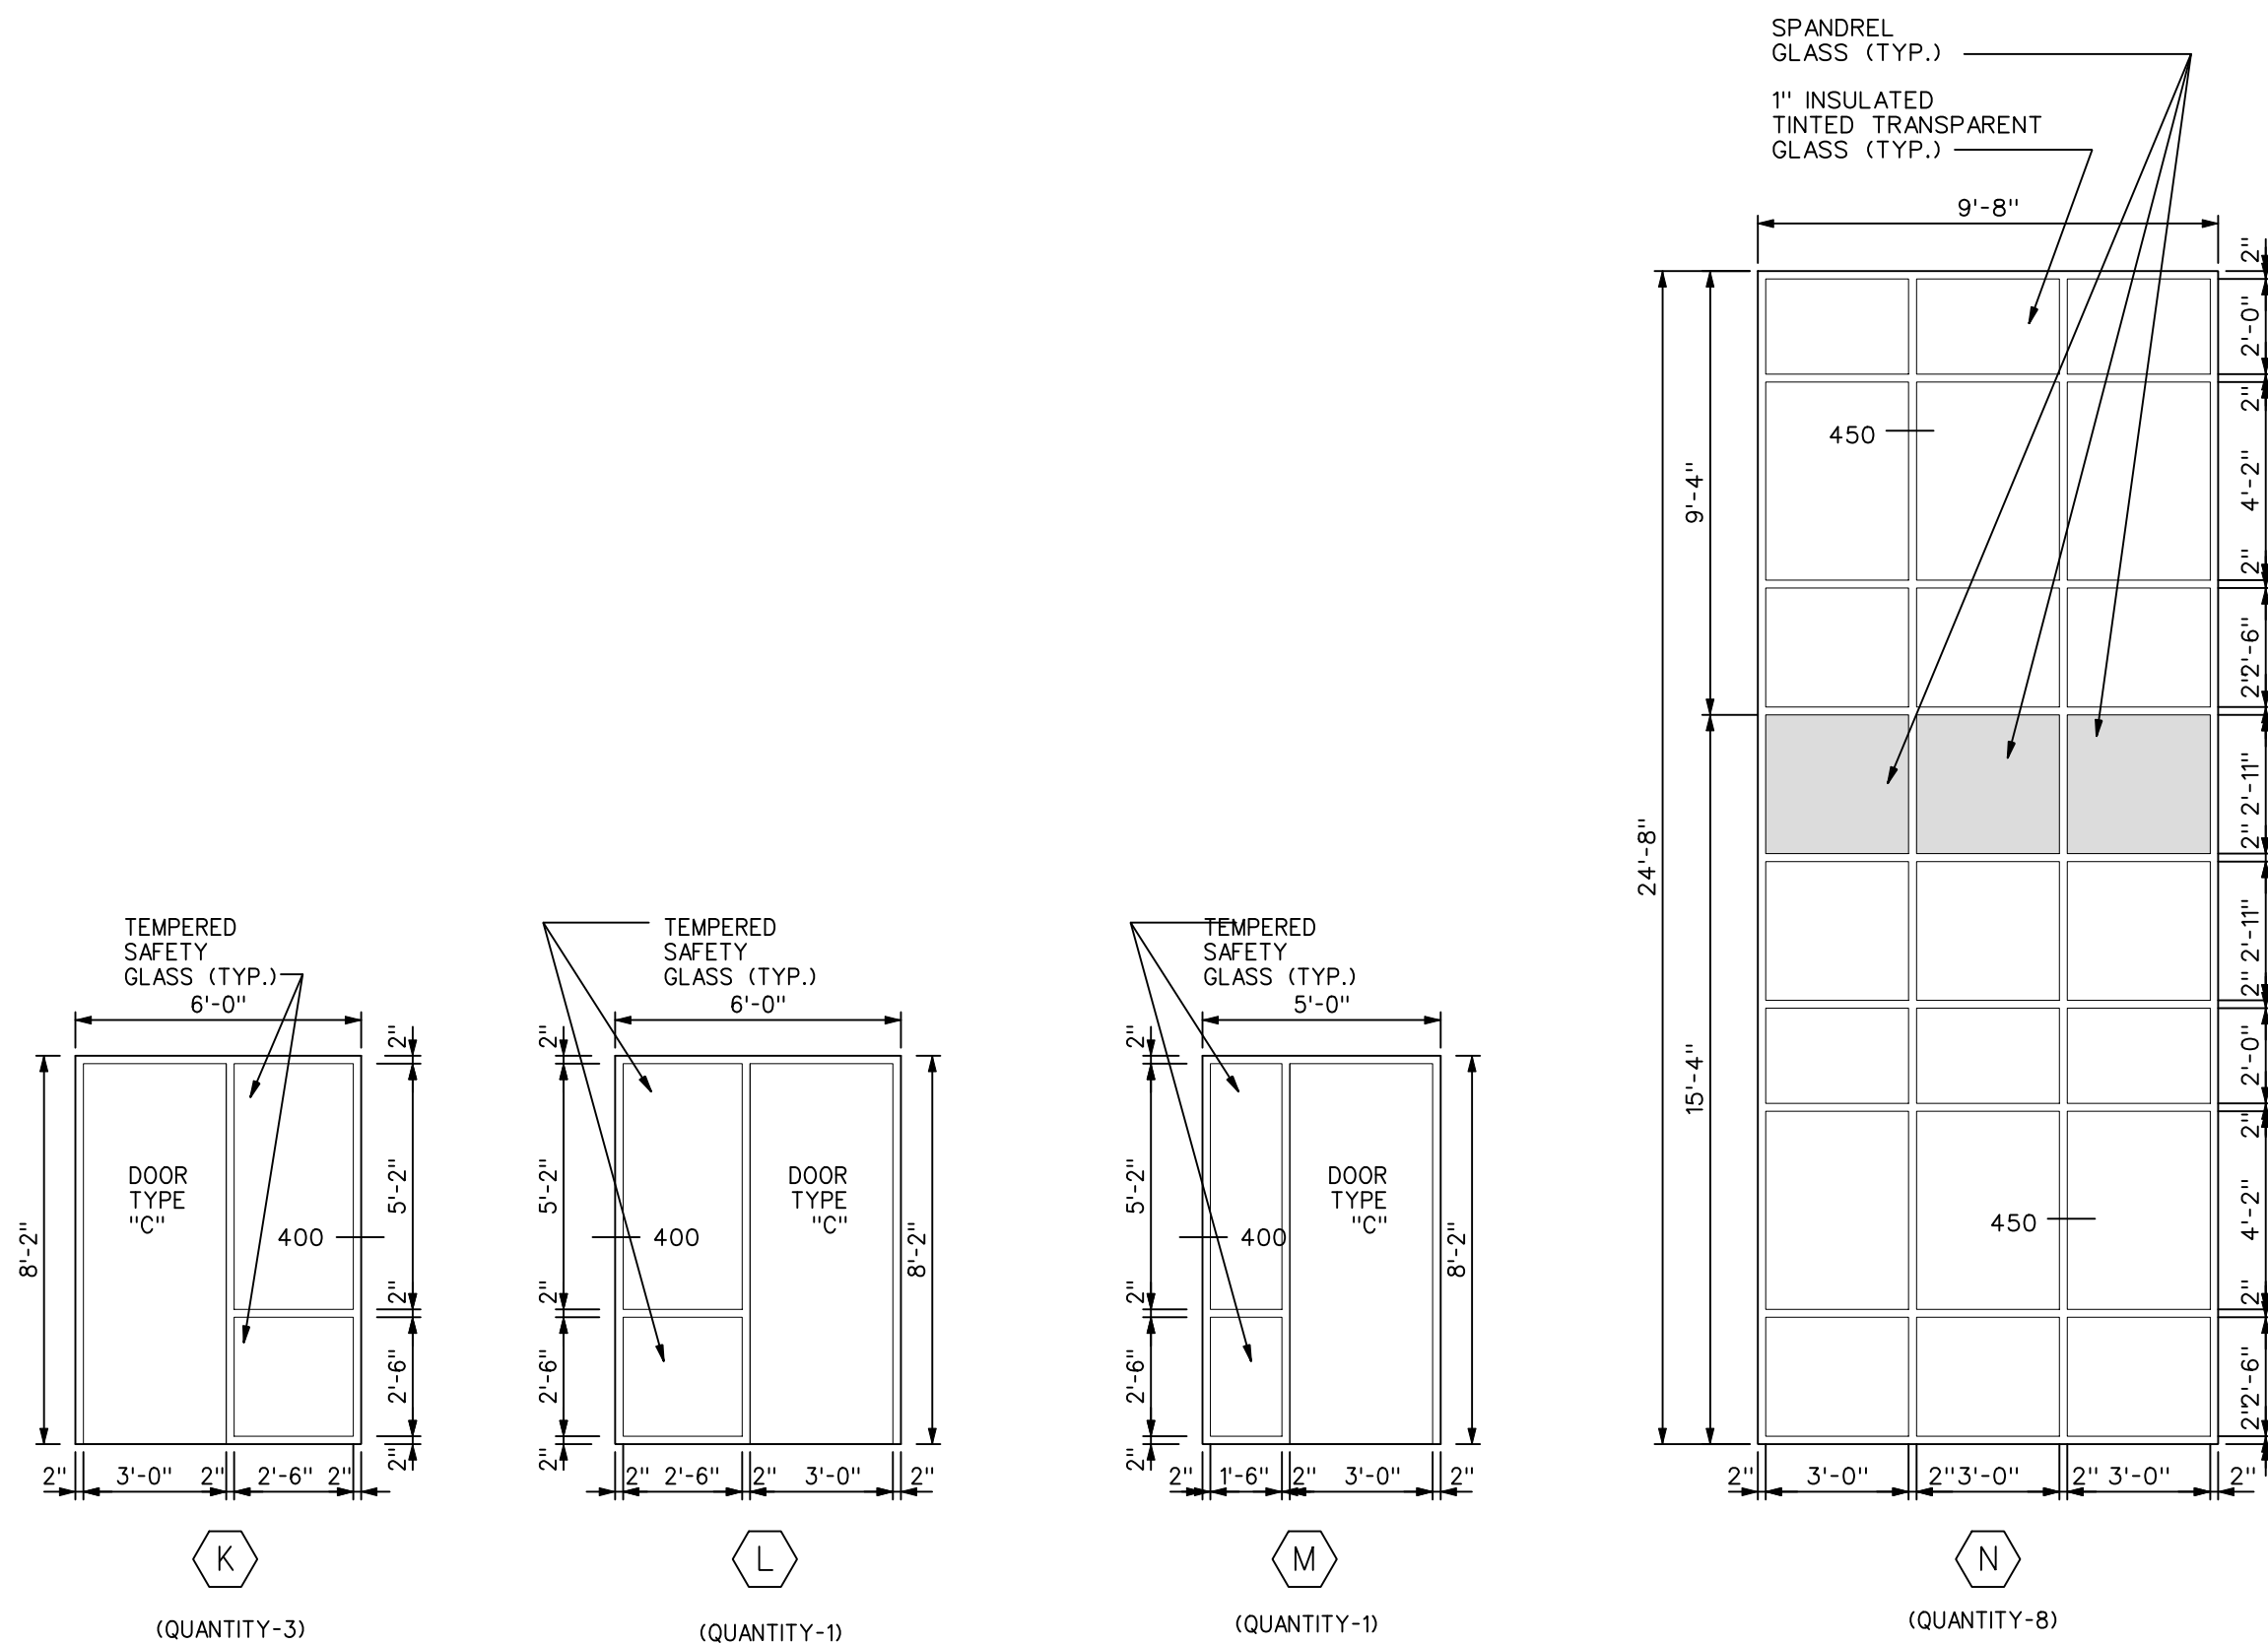 SPANDREL
GLASS (TYP.)
1" INSULATED
TINTED TRANSPARENT
GLASS (TYP.)
9'-8"
2"
2'-0"
2"
4'-2"
2"
2'-6"
2"
2'-11"
2"
2'-11"
2"
2'-0"
2"
4'-2"
2"
2'-6"
2"
450
450
9'-4"
24'-8"
15'-4"
2" 3'-0" 2" 3'-0" 2" 3'-0" 2"
N
(QUANTITY-8)
TEMPERED
SAFETY
GLASS (TYP.)
6'-0"
2"
5'-2"
2"
2'-6"
2"
8'-2"
DOOR
TYPE
"C"
400
2" 3'-0" 2" 2'-6" 2"
K
(QUANTITY-3)
TEMPERED
SAFETY
GLASS (TYP.)
6'-0"
2"
5'-2"
2"
2'-6"
2"
400
DOOR
TYPE
"C"
8'-2"
2" 2'-6" 2" 3'-0" 2"
L
(QUANTITY-1)
TEMPERED
SAFETY
GLASS (TYP.)
5'-0"
2"
5'-2"
2"
2'-6"
2"
400
DOOR
TYPE
"C"
8'-2"
2" 1'-6" 2" 3'-0" 2"
M
(QUANTITY-1)